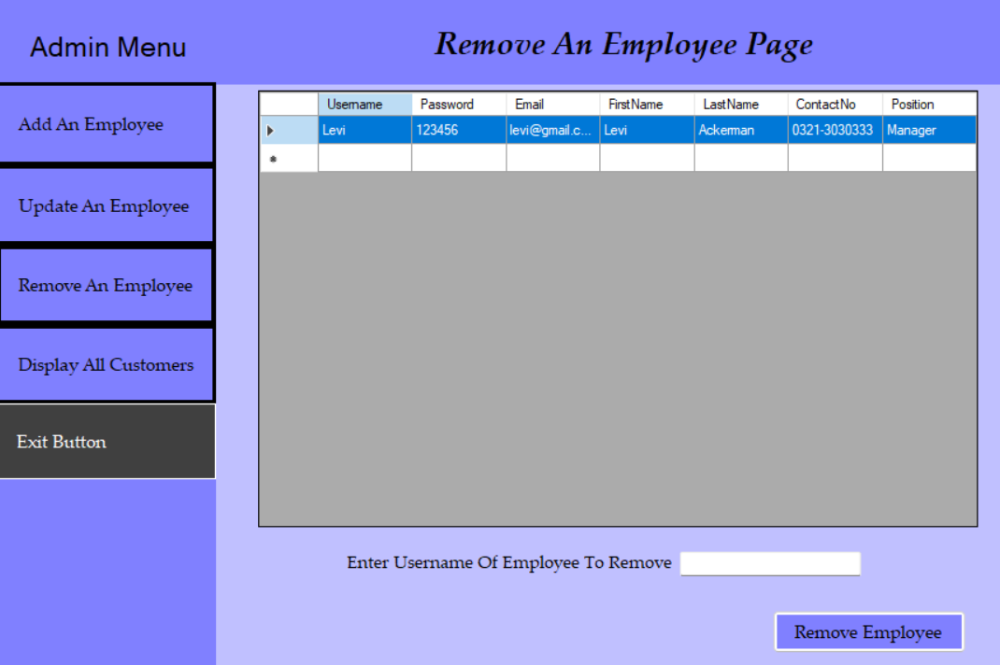 Admin Menu
Remove An Employee Page
Add An Employee
Update An Employee
Remove An Employee
Display All Customers
Exit Button
Username Password Email FirstName LastName ContactNo Position
Levi 123456 levi@gmail.c... Levi Ackerman 0321-3030333 Manager
Enter Username Of Employee To Remove
Remove Employee